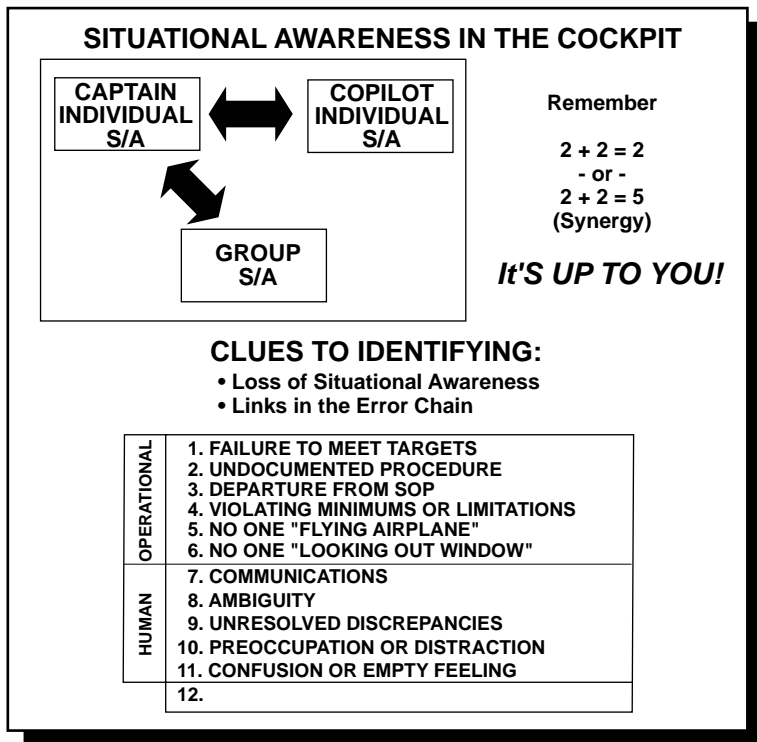 SITUATIONAL AWARENESS IN THE COCKPIT
CAPTAIN
INDIVIDUAL
S/A
COPILOT
INDIVIDUAL
S/A
GROUP
S/A
Remember
2 + 2 = 2
- or -
2 + 2 = 5
(Synergy)
It'S UP TO YOU!
CLUES TO IDENTIFYING:
• Loss of Situational Awareness
• Links in the Error Chain
OPERATIONAL
1. FAILURE TO MEET TARGETS
2. UNDOCUMENTED PROCEDURE
3. DEPARTURE FROM SOP
4. VIOLATING MINIMUMS OR LIMITATIONS
5. NO ONE "FLYING AIRPLANE"
6. NO ONE "LOOKING OUT WINDOW"
HUMAN
7. COMMUNICATIONS
8. AMBIGUITY
9. UNRESOLVED DISCREPANCIES
10. PREOCCUPATION OR DISTRACTION
11. CONFUSION OR EMPTY FEELING
12.